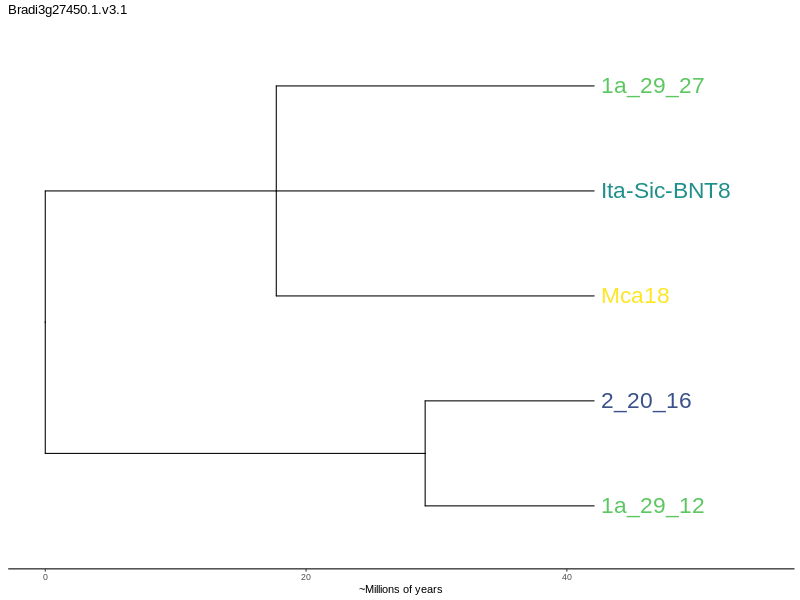 Bradi3g27450.1.v3.1
1a_29_27
Ita-Sic-BNT8
Mca18
2_20_16
1a_29_12
0 20 40
~Millions of years